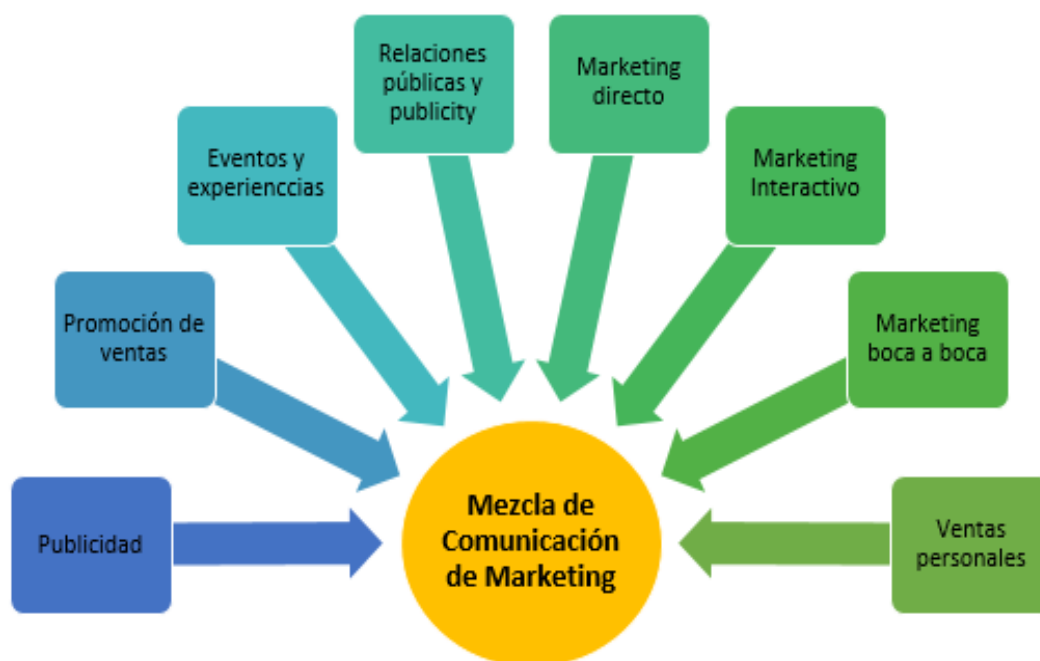 Relaciones
públicas y
publicity
Marketing
directo
Eventos y
experienccias
Marketing
Interactivo
Promoción de
ventas
Marketing
boca a boca
Publicidad
Mezcla de
Comunicación
de Marketing
Ventas
personales